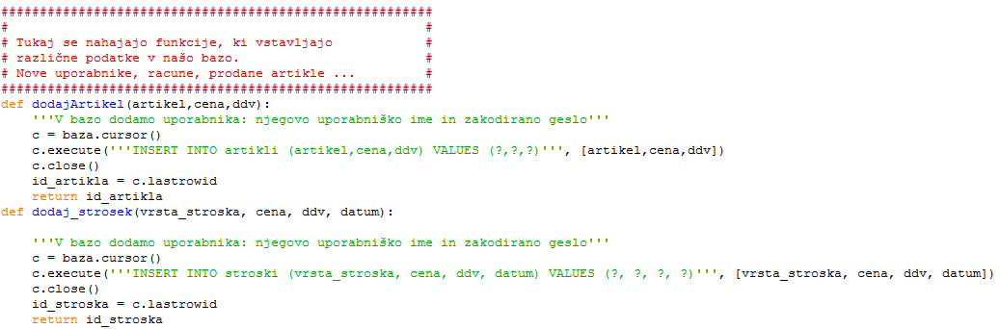 #######################################################
#                                                     #
# Tukaj se nahajajo funkcije, ki vstavljajo            #
# različne podatke v našo bazo.                        #
# Nove uporabnike, racune, prodane artikle ...         #
#######################################################
def dodajArtikel(artikel,cena,ddv):
    '''V bazo dodamo uporabnika: njegovo uporabniško ime in zakodirano geslo'''
    c = baza.cursor()
    c.execute('''INSERT INTO artikli (artikel,cena,ddv) VALUES (?,?,?)''', [artikel,cena,ddv])
    c.close()
    id_artikla = c.lastrowid
    return id_artikla
def dodaj_strosek(vrsta_stroska, cena, ddv, datum):

    '''V bazo dodamo uporabnika: njegovo uporabniško ime in zakodirano geslo'''
    c = baza.cursor()
    c.execute('''INSERT INTO stroski (vrsta_stroska, cena, ddv, datum) VALUES (?, ?, ?, ?)''', [vrsta_stroska, cena, ddv, datum])
    c.close()
    id_stroska = c.lastrowid
    return id_stroska